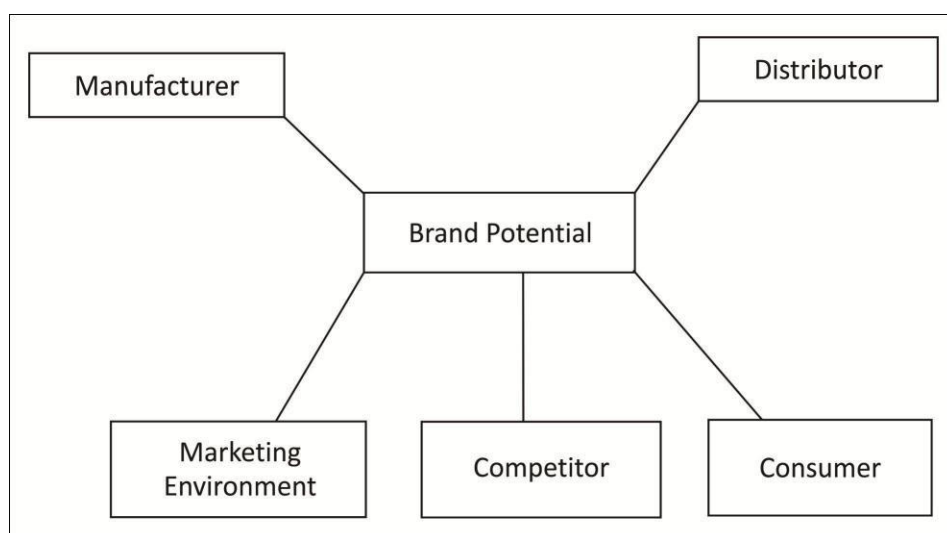 Manufacturer
Distributor
Brand Potential
Marketing
Environment
Competitor
Consumer